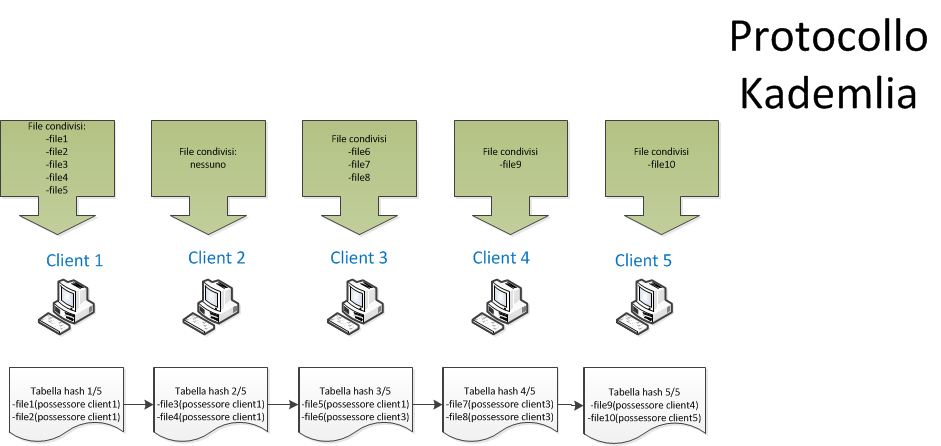 Protocollo
Kademlia
File condivisi:
-file1
-file2
-file3
-file4
-file5
File condivisi:
nessuno
File condivisi
-file6
-file7
-file8
File condivisi
-file9
File condivisi
-file10
Client 1
Client 2
Client 3
Client 4
Client 5
Tabella hash 1/5
-file1(possessore client1)
-file2(possessore client1)
Tabella hash 2/5
-file3(possessore client1)
-file4(possessore client1)
Tabella hash 3/5
-file5(possessore client1)
-file6(possessore client3)
Tabella hash 4/5
-file7(possessore client3)
-file8(possessore client3)
Tabella hash 5/5
-file9(possessore client4)
-file10(possessore client5)